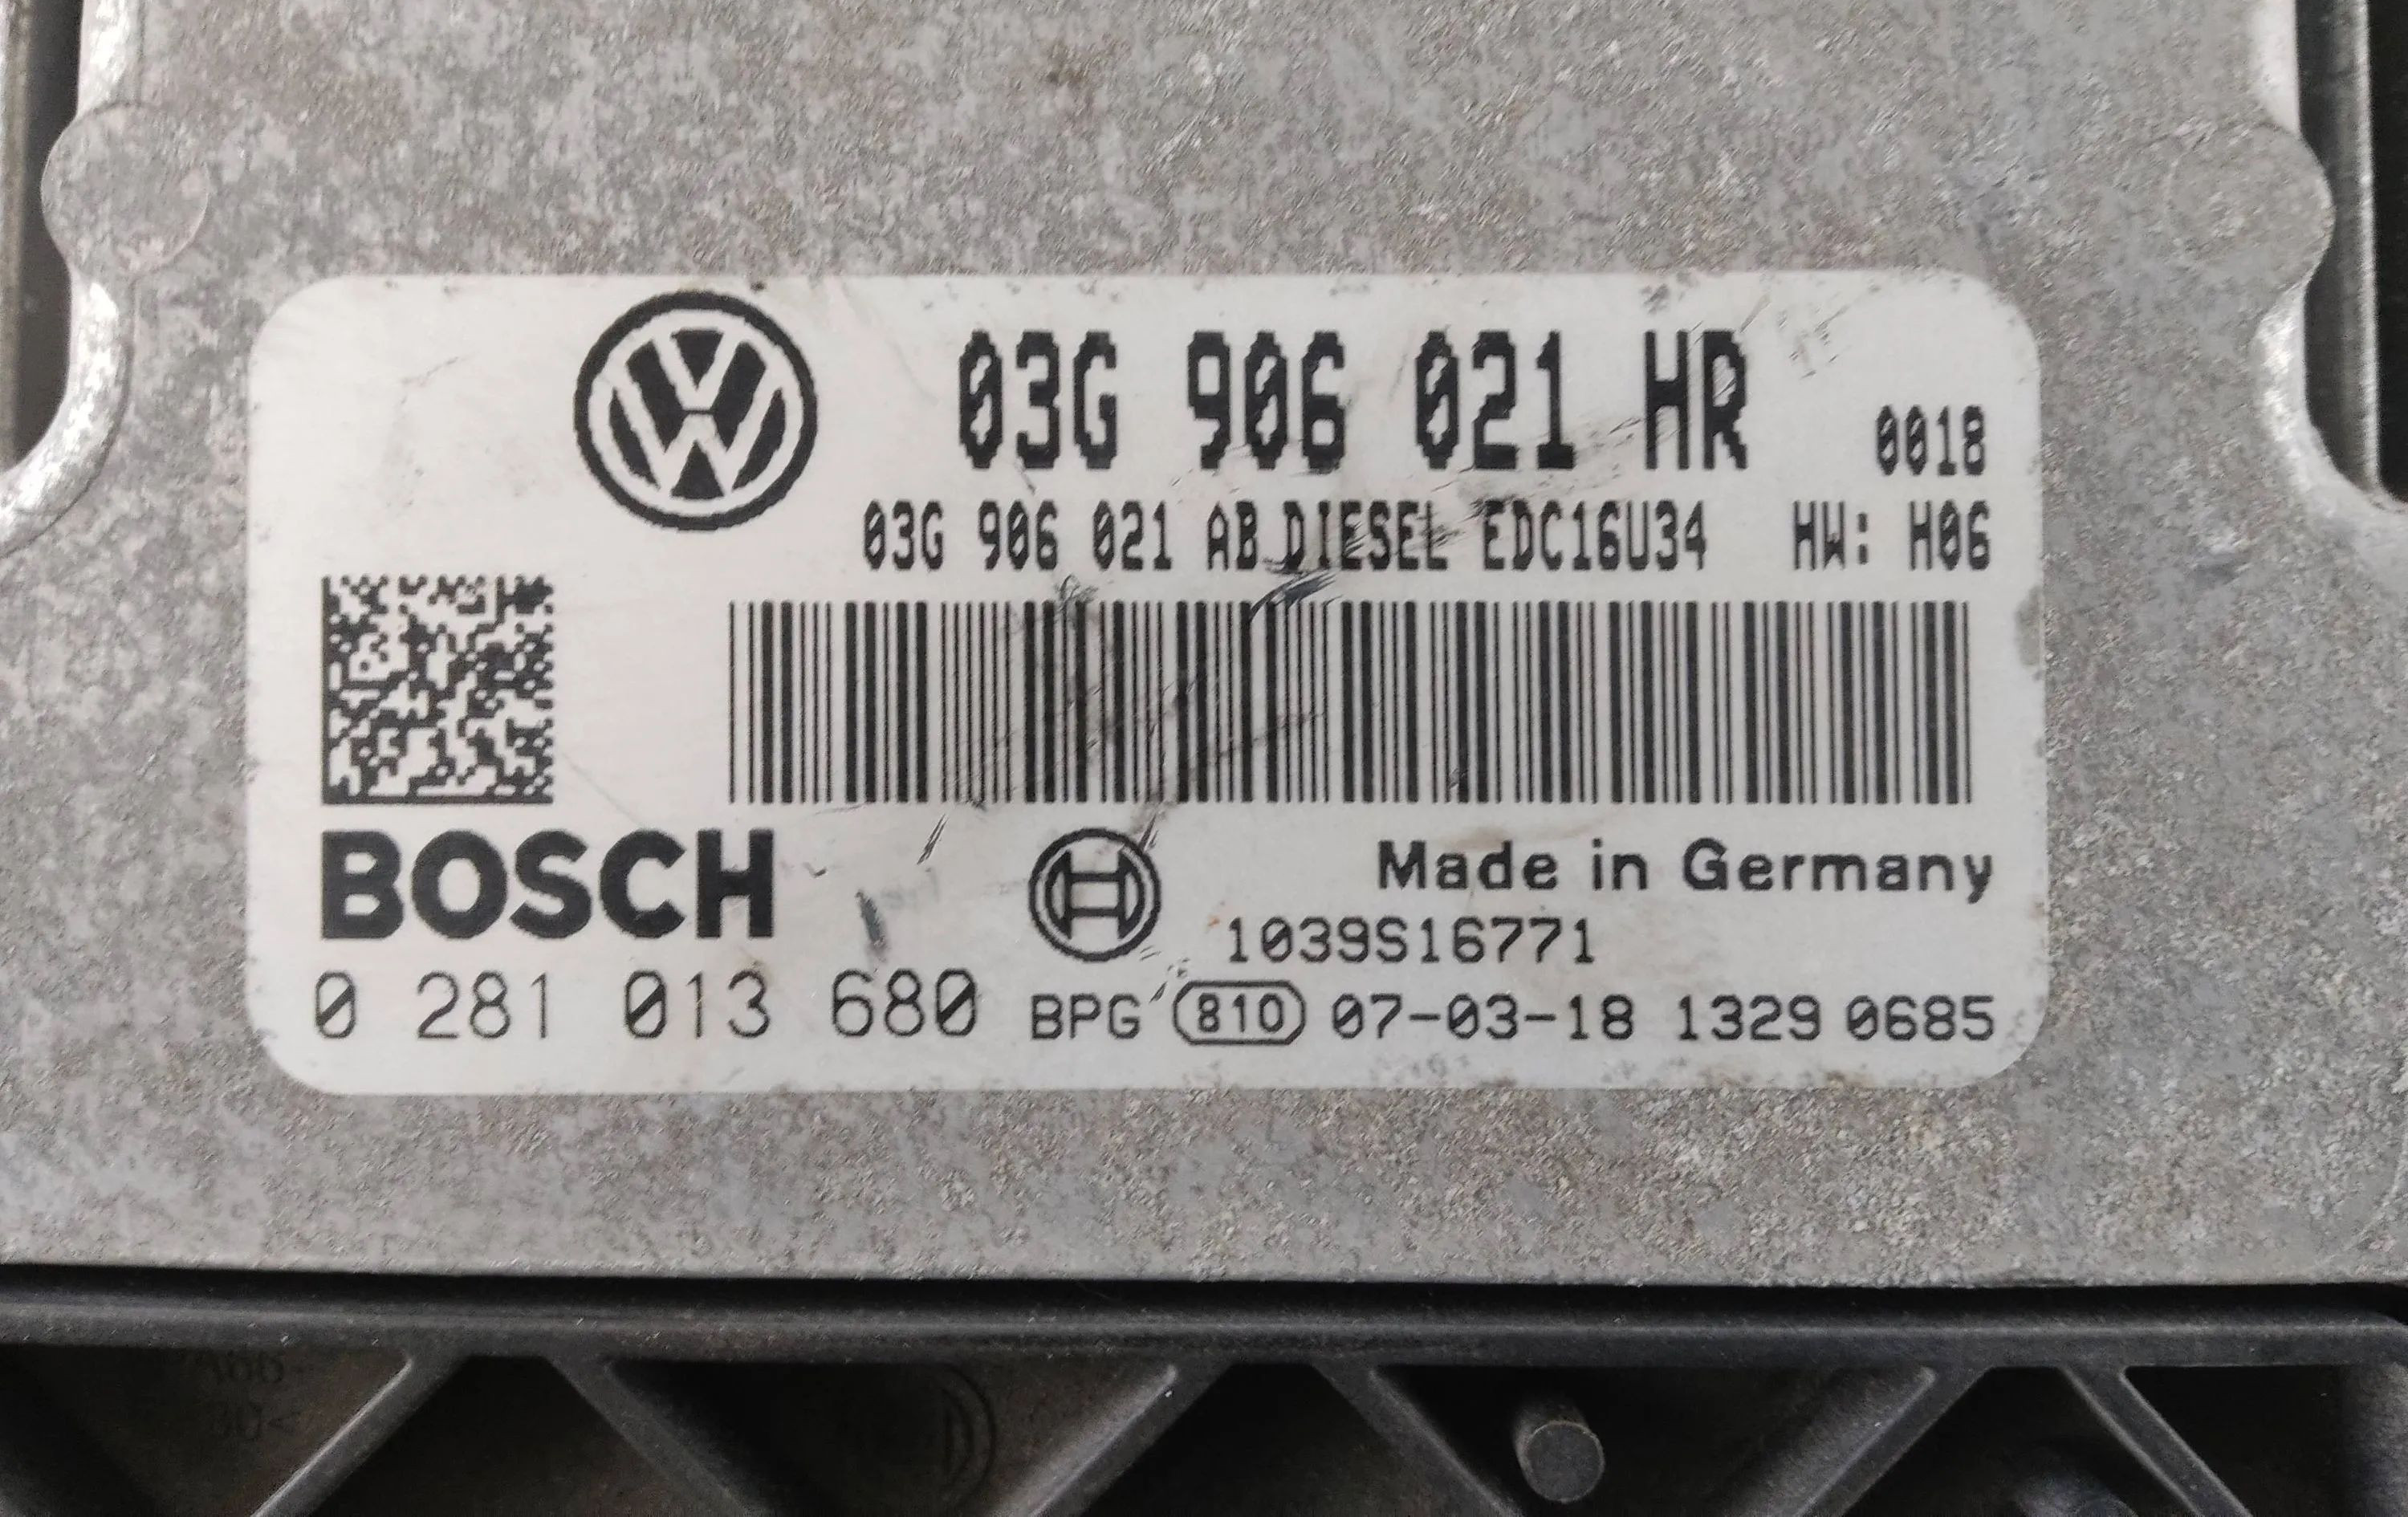 03G 906 021 HR 0018
03G 906 021 AB DIESEL EDC16U34 HW: H06
BOSCH
Made in Germany
1039S16771
0 281 013 680 BPG 810 07-03-18 1329 0685